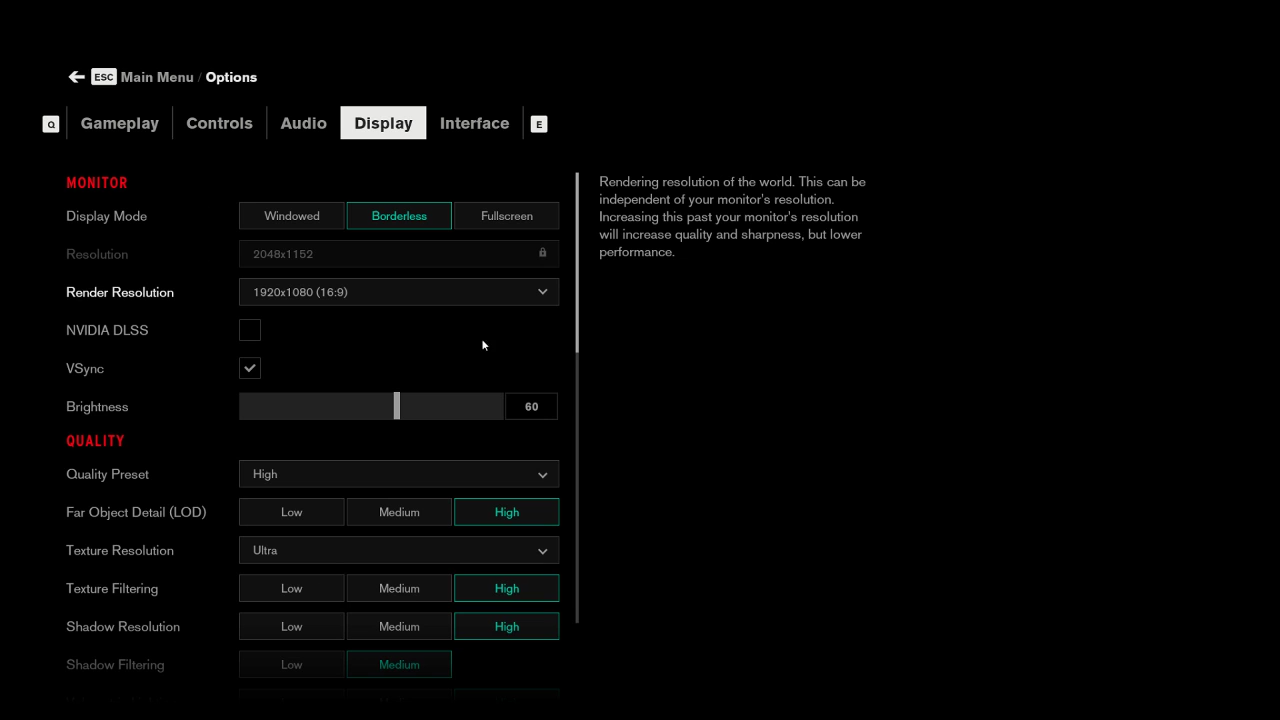 ESC Main Menu / Options
Q Gameplay Controls Audio Display Interface E
MONITOR
Display Mode Windowed Borderless Fullscreen
Resolution 2048x1152
Render Resolution 1920x1080 (16:9)
NVIDIA DLSS
VSync
Brightness 60
QUALITY
Quality Preset High
Far Object Detail (LOD) Low Medium High
Texture Resolution Ultra
Texture Filtering Low Medium High
Shadow Resolution Low Medium High
Shadow Filtering Low Medium
Rendering resolution of the world. This can be
independent of your monitor's resolution.
Increasing this past your monitor's resolution
will increase quality and sharpness, but lower
performance.